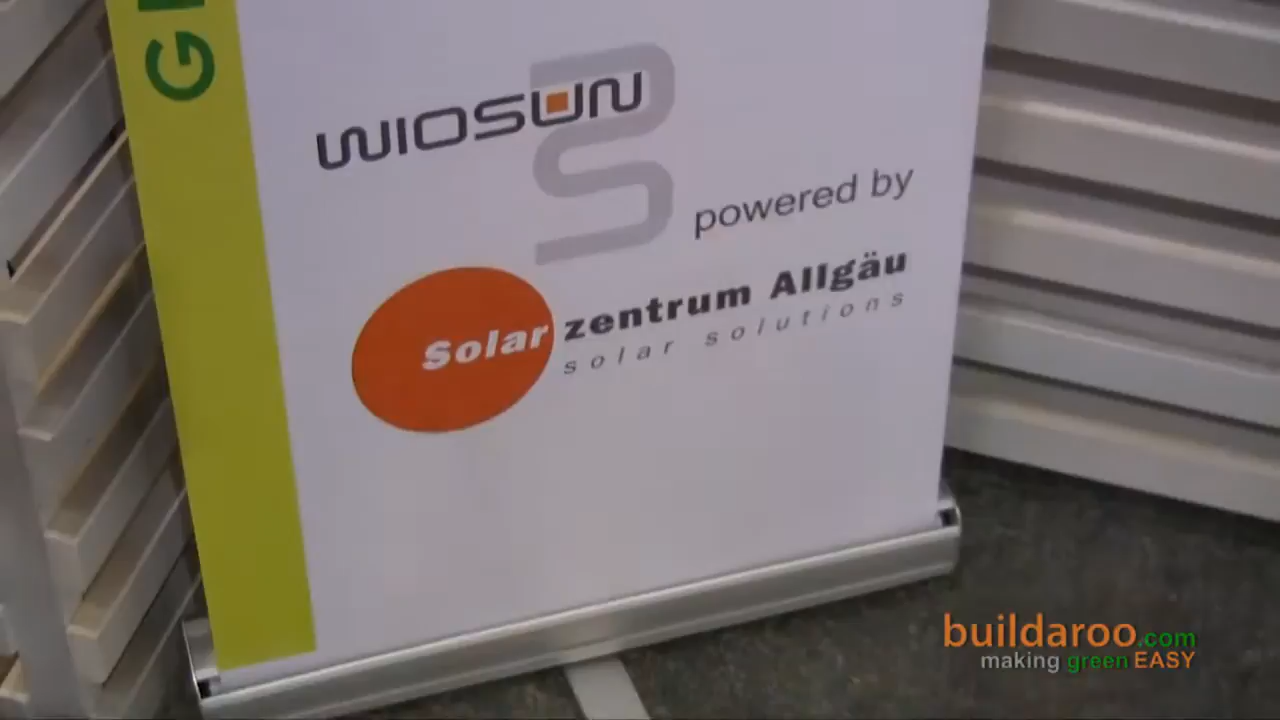 WIOSUN
powered by
Solar zentrum Allgäu
solar solutions
buildaroo.com
making green EASY